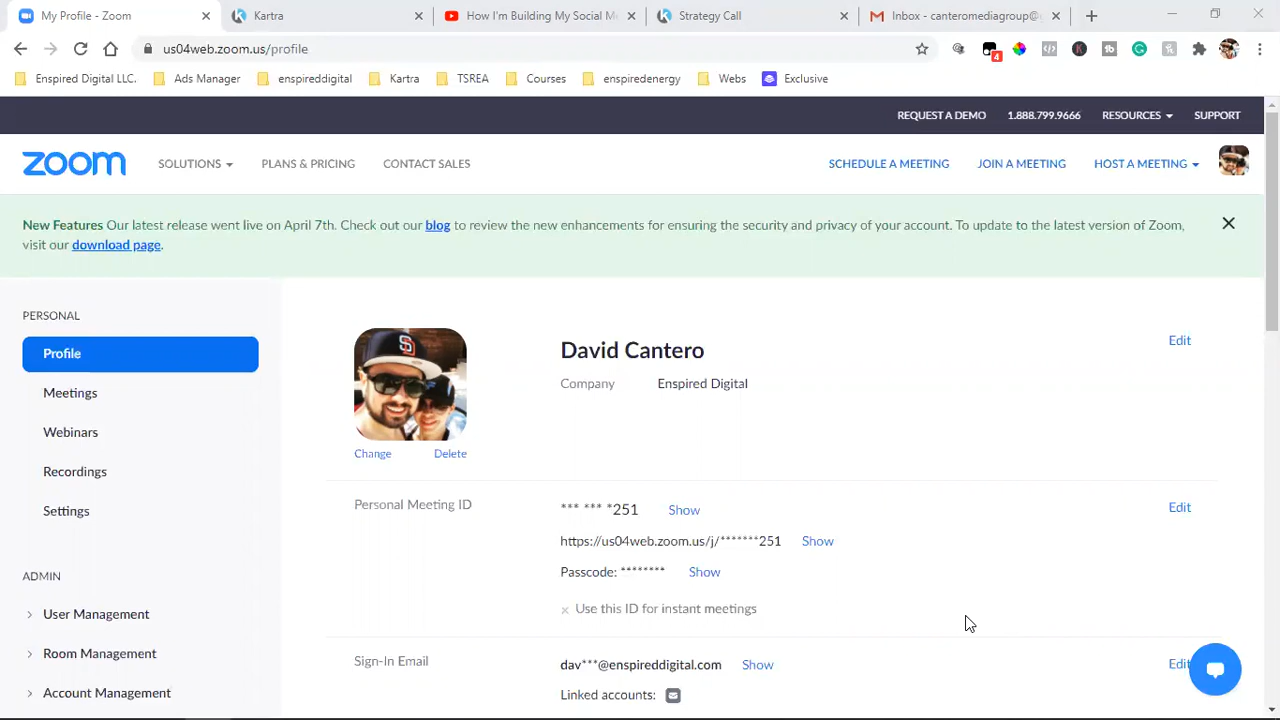 My Profile - Zoom
Kartra
How I'm Building My Social M
Strategy Call
Inbox - canteromediagroup@
us04web.zoom.us/profile
4
Enspired Digital LLC.
Ads Manager
enspireddigital
Kartra
TSREA
Courses
enspiredenergy
Webs
Exclusive
REQUEST A DEMO
1.888.799.9666
RESOURCES
SUPPORT
zoom
SOLUTIONS
PLANS & PRICING
CONTACT SALES
SCHEDULE A MEETING
JOIN A MEETING
HOST A MEETING
New Features Our latest release went live on April 7th. Check out our blog to review the new enhancements for ensuring the security and privacy of your account. To update to the latest version of Zoom,
visit our download page.
PERSONAL
Profile
Meetings
Webinars
Recordings
Settings
ADMIN
User Management
Room Management
Account Management
David Cantero
Edit
Company Enspired Digital
Change
Delete
Personal Meeting ID
*** *** *251 Show
Edit
https://us04web.zoom.us/j/*******251 Show
Passcode: ******** Show
Use this ID for instant meetings
Sign-In Email
dav***@enspireddigital.com Show
Edit
Linked accounts: